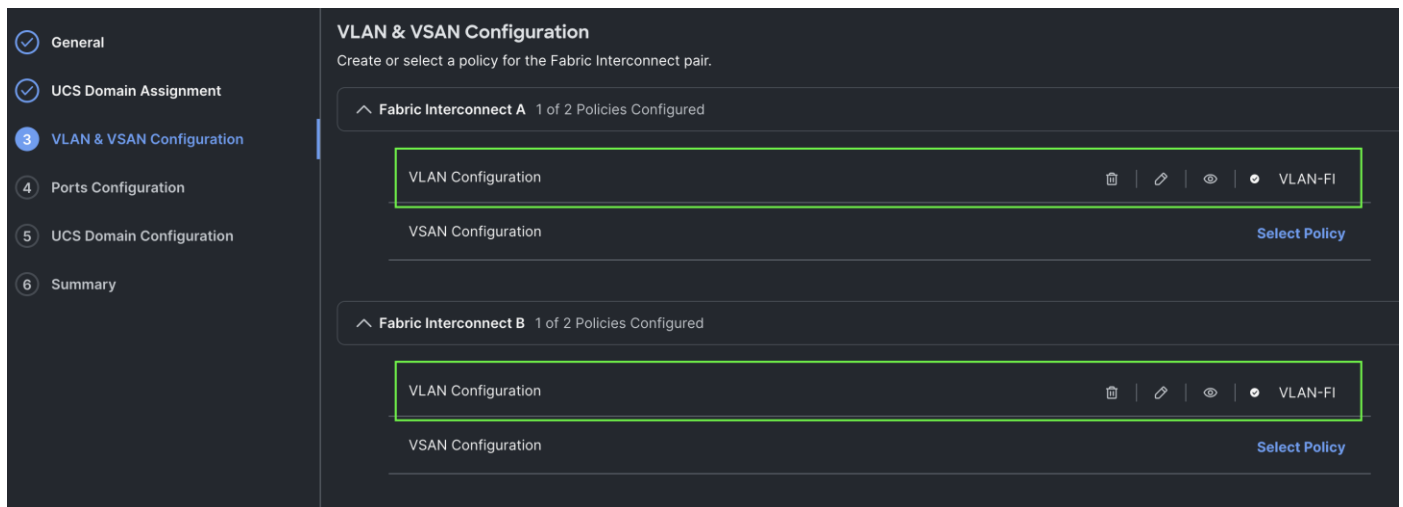 General
UCS Domain Assignment
3 VLAN & VSAN Configuration
4 Ports Configuration
5 UCS Domain Configuration
6 Summary
VLAN & VSAN Configuration
Create or select a policy for the Fabric Interconnect pair.
Fabric Interconnect A 1 of 2 Policies Configured
VLAN Configuration VLAN-FI
VSAN Configuration Select Policy
Fabric Interconnect B 1 of 2 Policies Configured
VLAN Configuration VLAN-FI
VSAN Configuration Select Policy